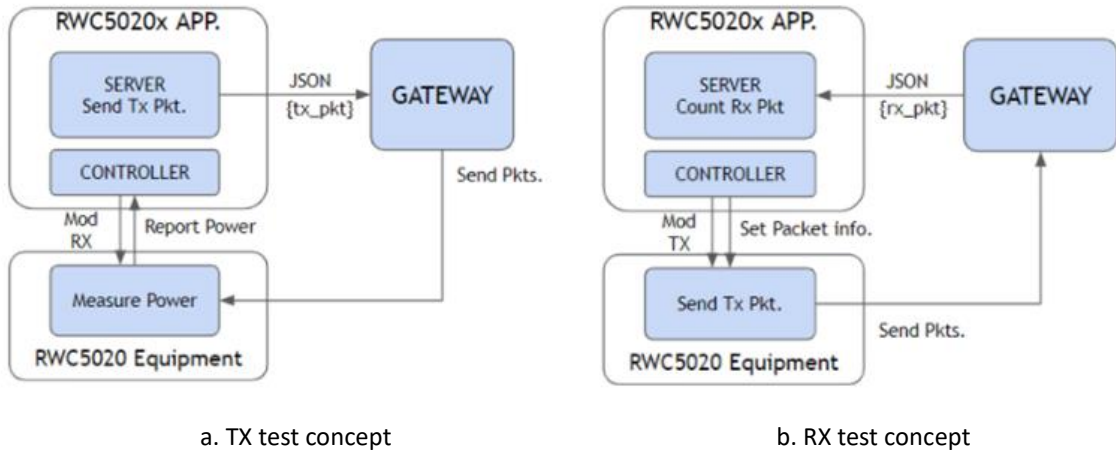 RWC5020x APP.
SERVER
Send Tx Pkt.
JSON
{tx_pkt}
GATEWAY
CONTROLLER
Send Pkts.
Mod
RX
Report Power
Measure Power
RWC5020 Equipment
a. TX test concept
RWC5020x APP.
SERVER
Count Rx Pkt
JSON
{rx_pkt}
GATEWAY
CONTROLLER
Mod
TX
Set Packet info.
Send Tx Pkt.
Send Pkts.
RWC5020 Equipment
b. RX test concept